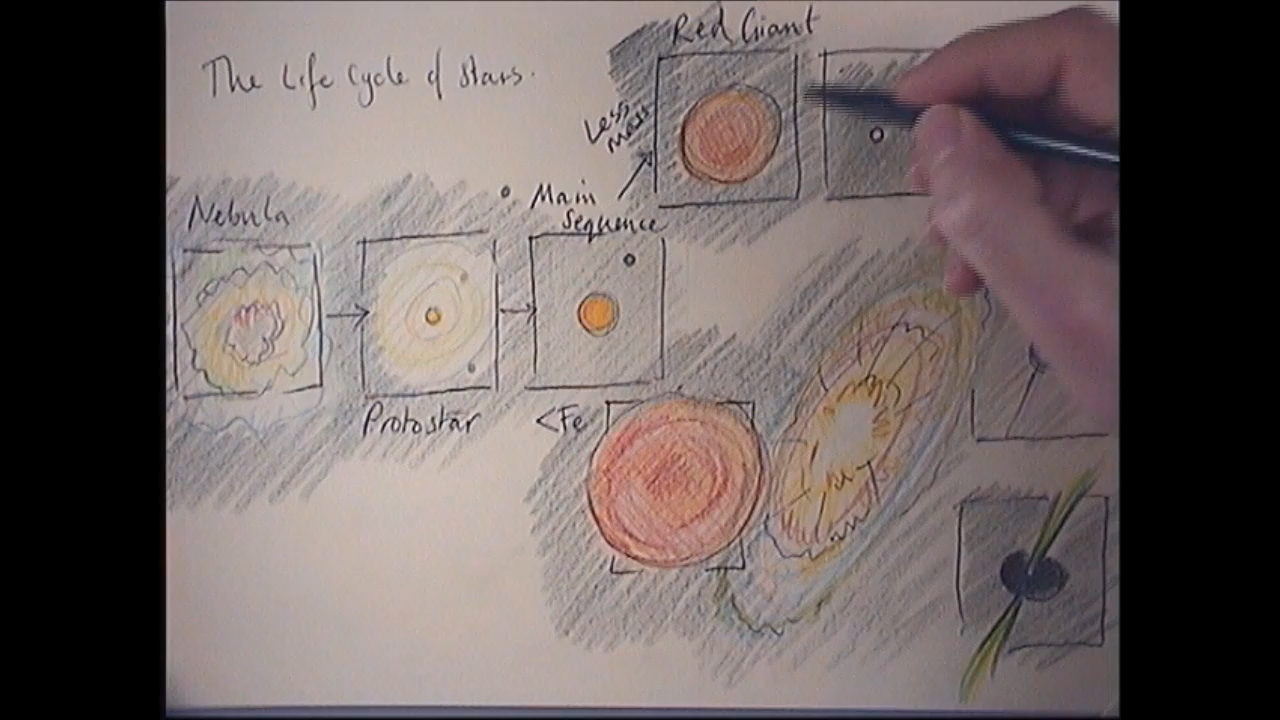 The Life Cycle of Stars.
Red Giant
Less
mass
Main
Sequence
Nebula
Protostar
<Fe